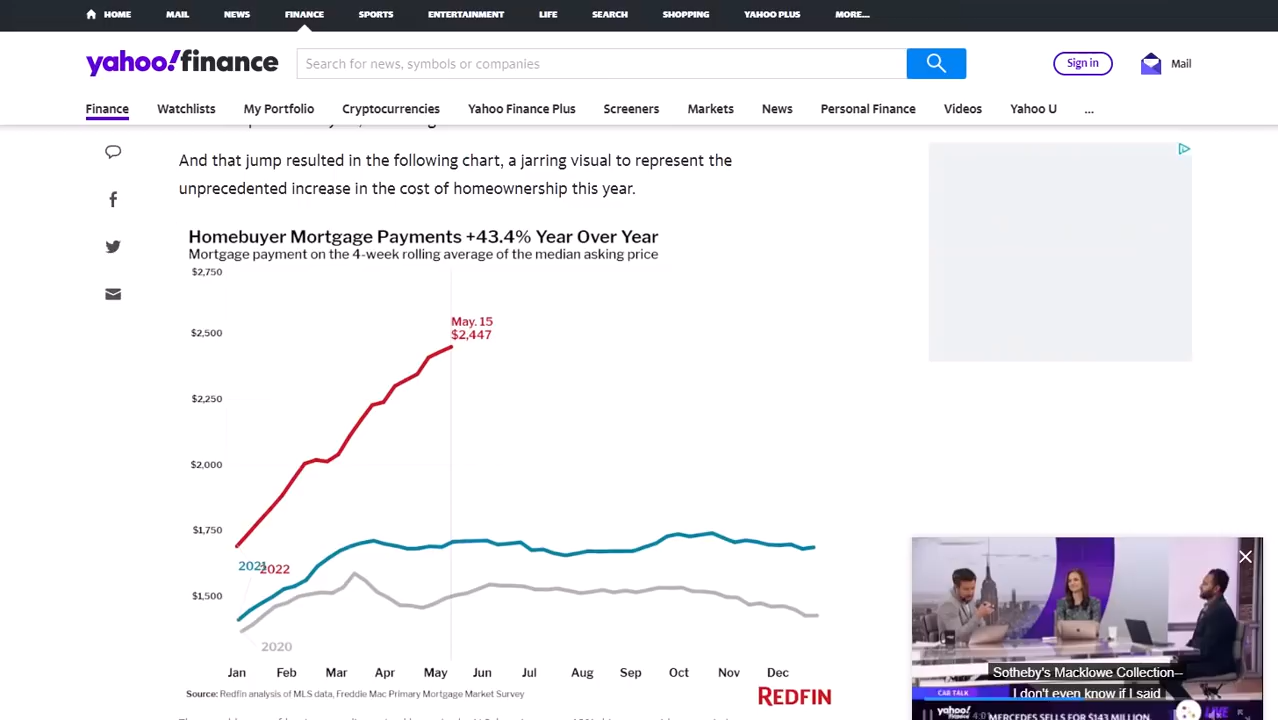 HOME MAIL NEWS FINANCE SPORTS ENTERTAINMENT LIFE SEARCH SHOPPING YAHOO PLUS MORE...
yahoo!finance
Search for news, symbols or companies
Sign in
Mail
Finance Watchlists My Portfolio Cryptocurrencies Yahoo Finance Plus Screeners Markets News Personal Finance Videos Yahoo U ...
And that jump resulted in the following chart, a jarring visual to represent the
unprecedented increase in the cost of homeownership this year.
Homebuyer Mortgage Payments +43.4% Year Over Year
Mortgage payment on the 4-week rolling average of the median asking price
$2,750
May. 15
$2,447
$2,500
$2,250
$2,000
$1,750
2021
2022
$1,500
2020
Jan Feb Mar Apr May Jun Jul Aug Sep Oct Nov Dec
Source: Redfin analysis of MLS data, Freddie Mac Primary Mortgage Market Survey
REDFIN
Sotheby's Macklowe Collection--
I don't even know if I said
CAR TALK
yahoo!
finance
4:01
MERCEDES SELLS FOR $143 MILLION
LIVE